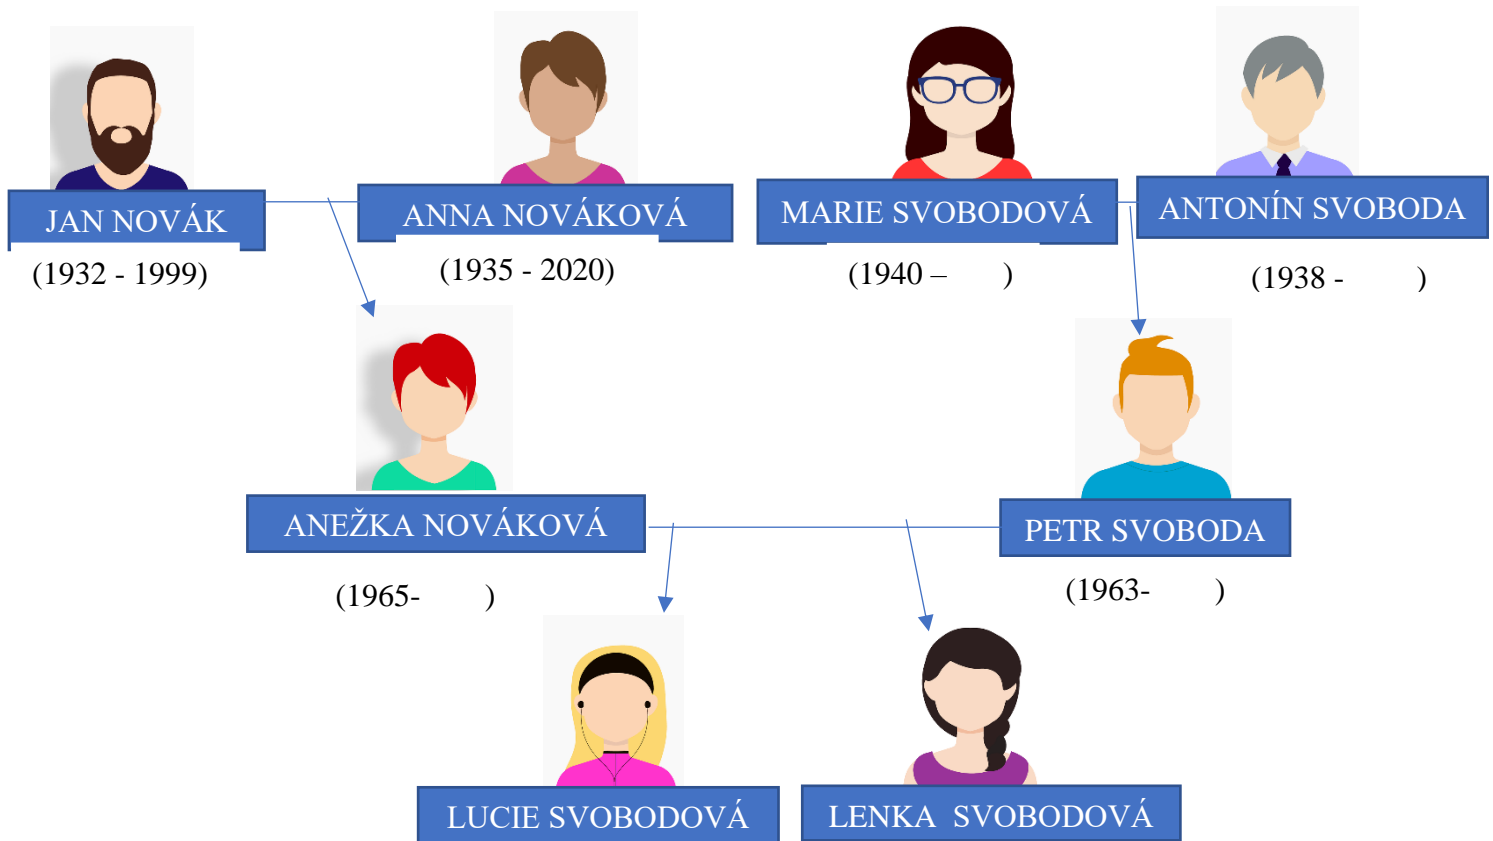 JAN NOVÁK
ANNA NOVÁKOVÁ
MARIE SVOBODOVÁ
ANTONÍN SVOBODA
(1932 - 1999)
(1935 - 2020)
(1940 – )
(1938 - )
ANEŽKA NOVÁKOVÁ
PETR SVOBODA
(1965- )
(1963- )
LUCIE SVOBODOVÁ
LENKA SVOBODOVÁ